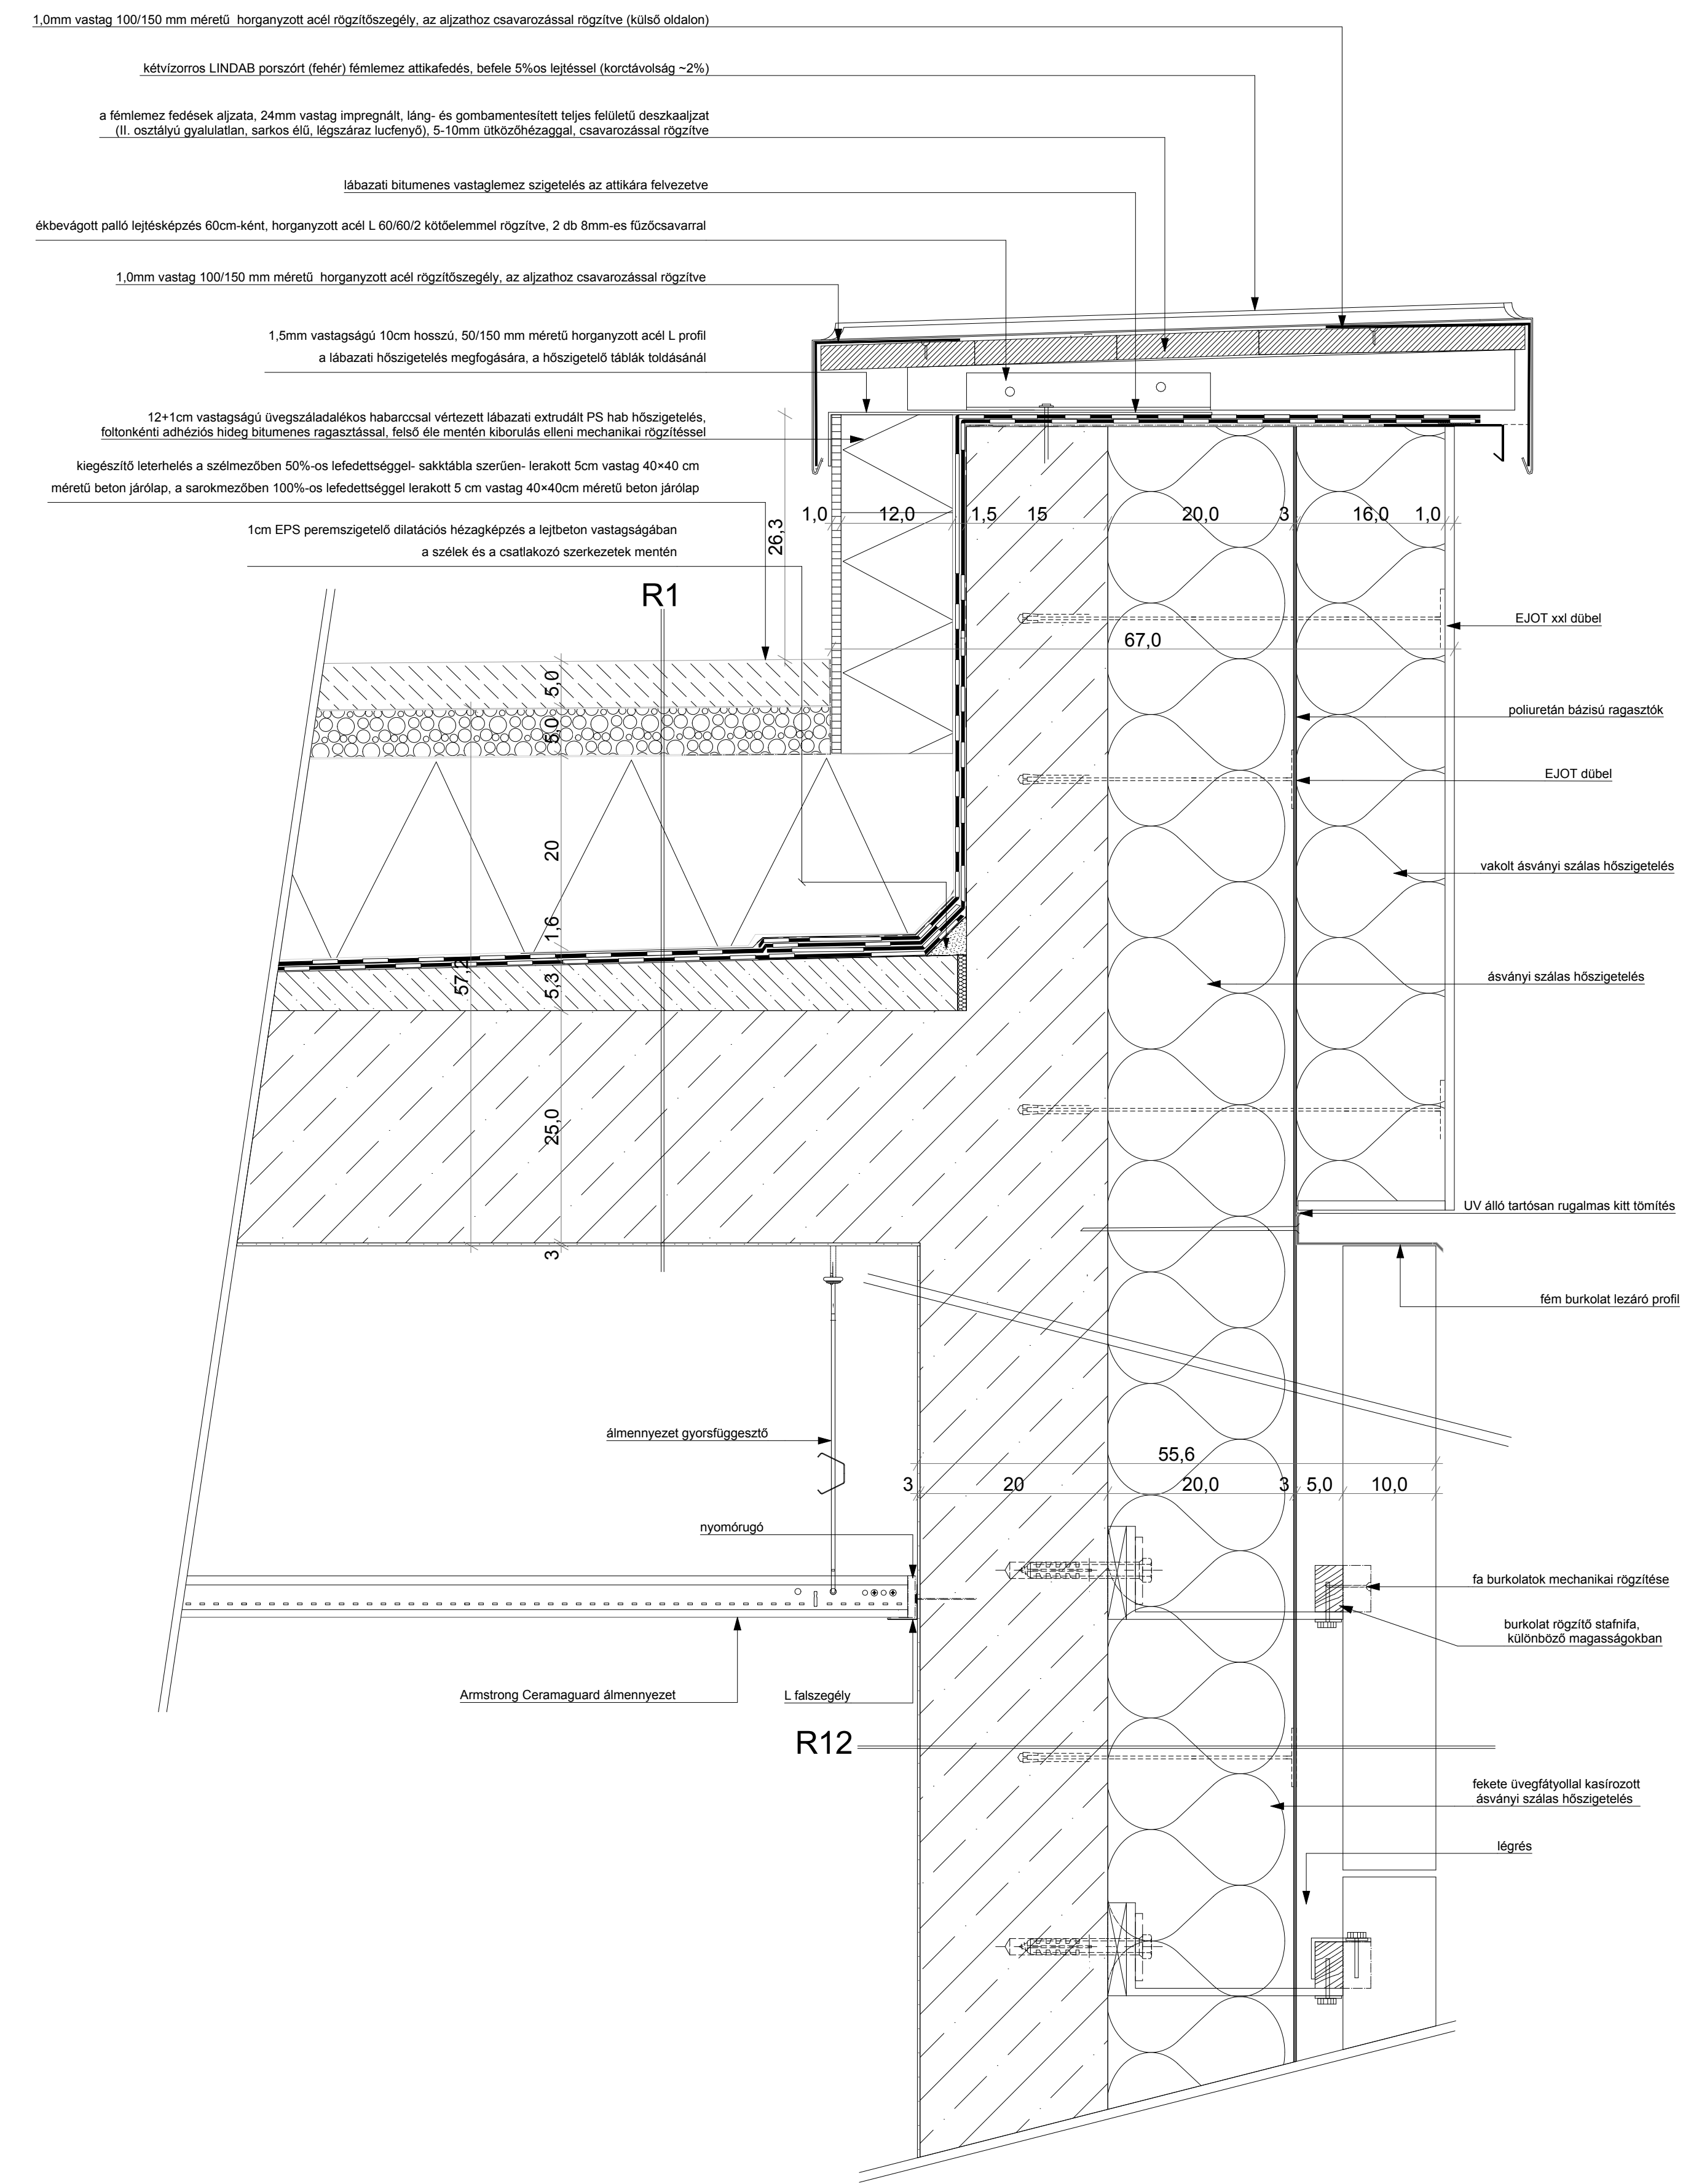 1,0mm vastag 100/150 mm méretű horganyzott acél rögzítőszegély, az aljzathoz csavarozással rögzítve (külső oldalon)
kétvízorros LINDAB porszórt (fehér) fémlemez attikafedés, befele 5%os lejtéssel (korctávolság ~2%)
a fémlemez fedések aljzata, 24mm vastag impregnált, láng- és gombamentesített teljes felületű deszkaaljzat
(II. osztályú gyalulatlan, sarkos élű, légszáraz lucfenyő), 5-10mm ütközőhézaggal, csavarozással rögzítve
lábazati bitumenes vastaglemez szigetelés az attikára felvezetve
ékbevágott palló lejtésképzés 60cm-ként, horganyzott acél L 60/60/2 kötőelemmel rögzítve, 2 db 8mm-es fűzőcsavarral
1,0mm vastag 100/150 mm méretű horganyzott acél rögzítőszegély, az aljzathoz csavarozással rögzítve
1,5mm vastagságú 10cm hosszú, 50/150 mm méretű horganyzott acél L profil
a lábazati hőszigetelés megfogására, a hőszigetelő táblák toldásánál
12+1cm vastagságú üvegszáladalékos habarccsal vértezett lábazati extrudált PS hab hőszigetelés,
foltonkénti adhéziós hideg bitumenes ragasztással, felső éle mentén kiborulás elleni mechanikai rögzítéssel
kiegészítő leterhelés a szélmezőben 50%-os lefedettséggel- sakktábla szerűen- lerakott 5cm vastag 40×40 cm
méretű beton járólap, a sarokmezőben 100%-os lefedettséggel lerakott 5 cm vastag 40×40cm méretű beton járólap
1cm EPS peremszigetelő dilatációs hézagképzés a lejtbeton vastagságában
a szélek és a csatlakozó szerkezetek mentén
26,3
1,0 12,0 1,5 15 20,0 3 16,0 1,0
67,0
R1
5,0
5,0
20
1,6
5,3
57,2
25,0
3
EJOT xxl dübel
poliuretán bázisú ragasztók
EJOT dübel
vakolt ásványi szálas hőszigetelés
ásványi szálas hőszigetelés
UV álló tartósan rugalmas kitt tömítés
fém burkolat lezáró profil
álmennyezet gyorsfüggesztő
55,6
3 20 20,0 3 5,0 10,0
nyomórugó
fa burkolatok mechanikai rögzítése
burkolat rögzítő stafnifa,
különböző magasságokban
Armstrong Ceramaguard álmennyezet
L falszegély
R12
fekete üvegfátyollal kasírozott
ásványi szálas hőszigetelés
légrés